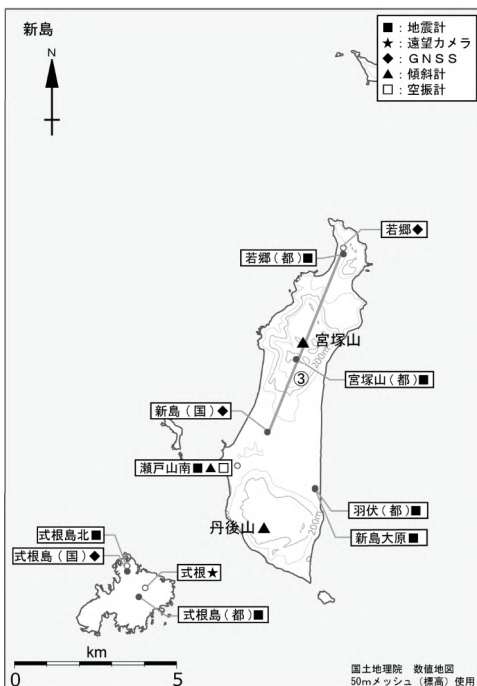 新島
N
■：地震計
★：遠望カメラ
◆：GNSS
▲：傾斜計
□：空振計
若郷◆
若郷（都）■
宮塚山
200m
宮塚山（都）■
③
新島（国）◆
瀬戸山南■▲□
羽伏（都）■
丹後山
200m
新島大原■
式根島北■
式根島（国）◆
式根★
式根島（都）■
km
0 5
国土地理院 数値地図
50mメッシュ（標高）使用